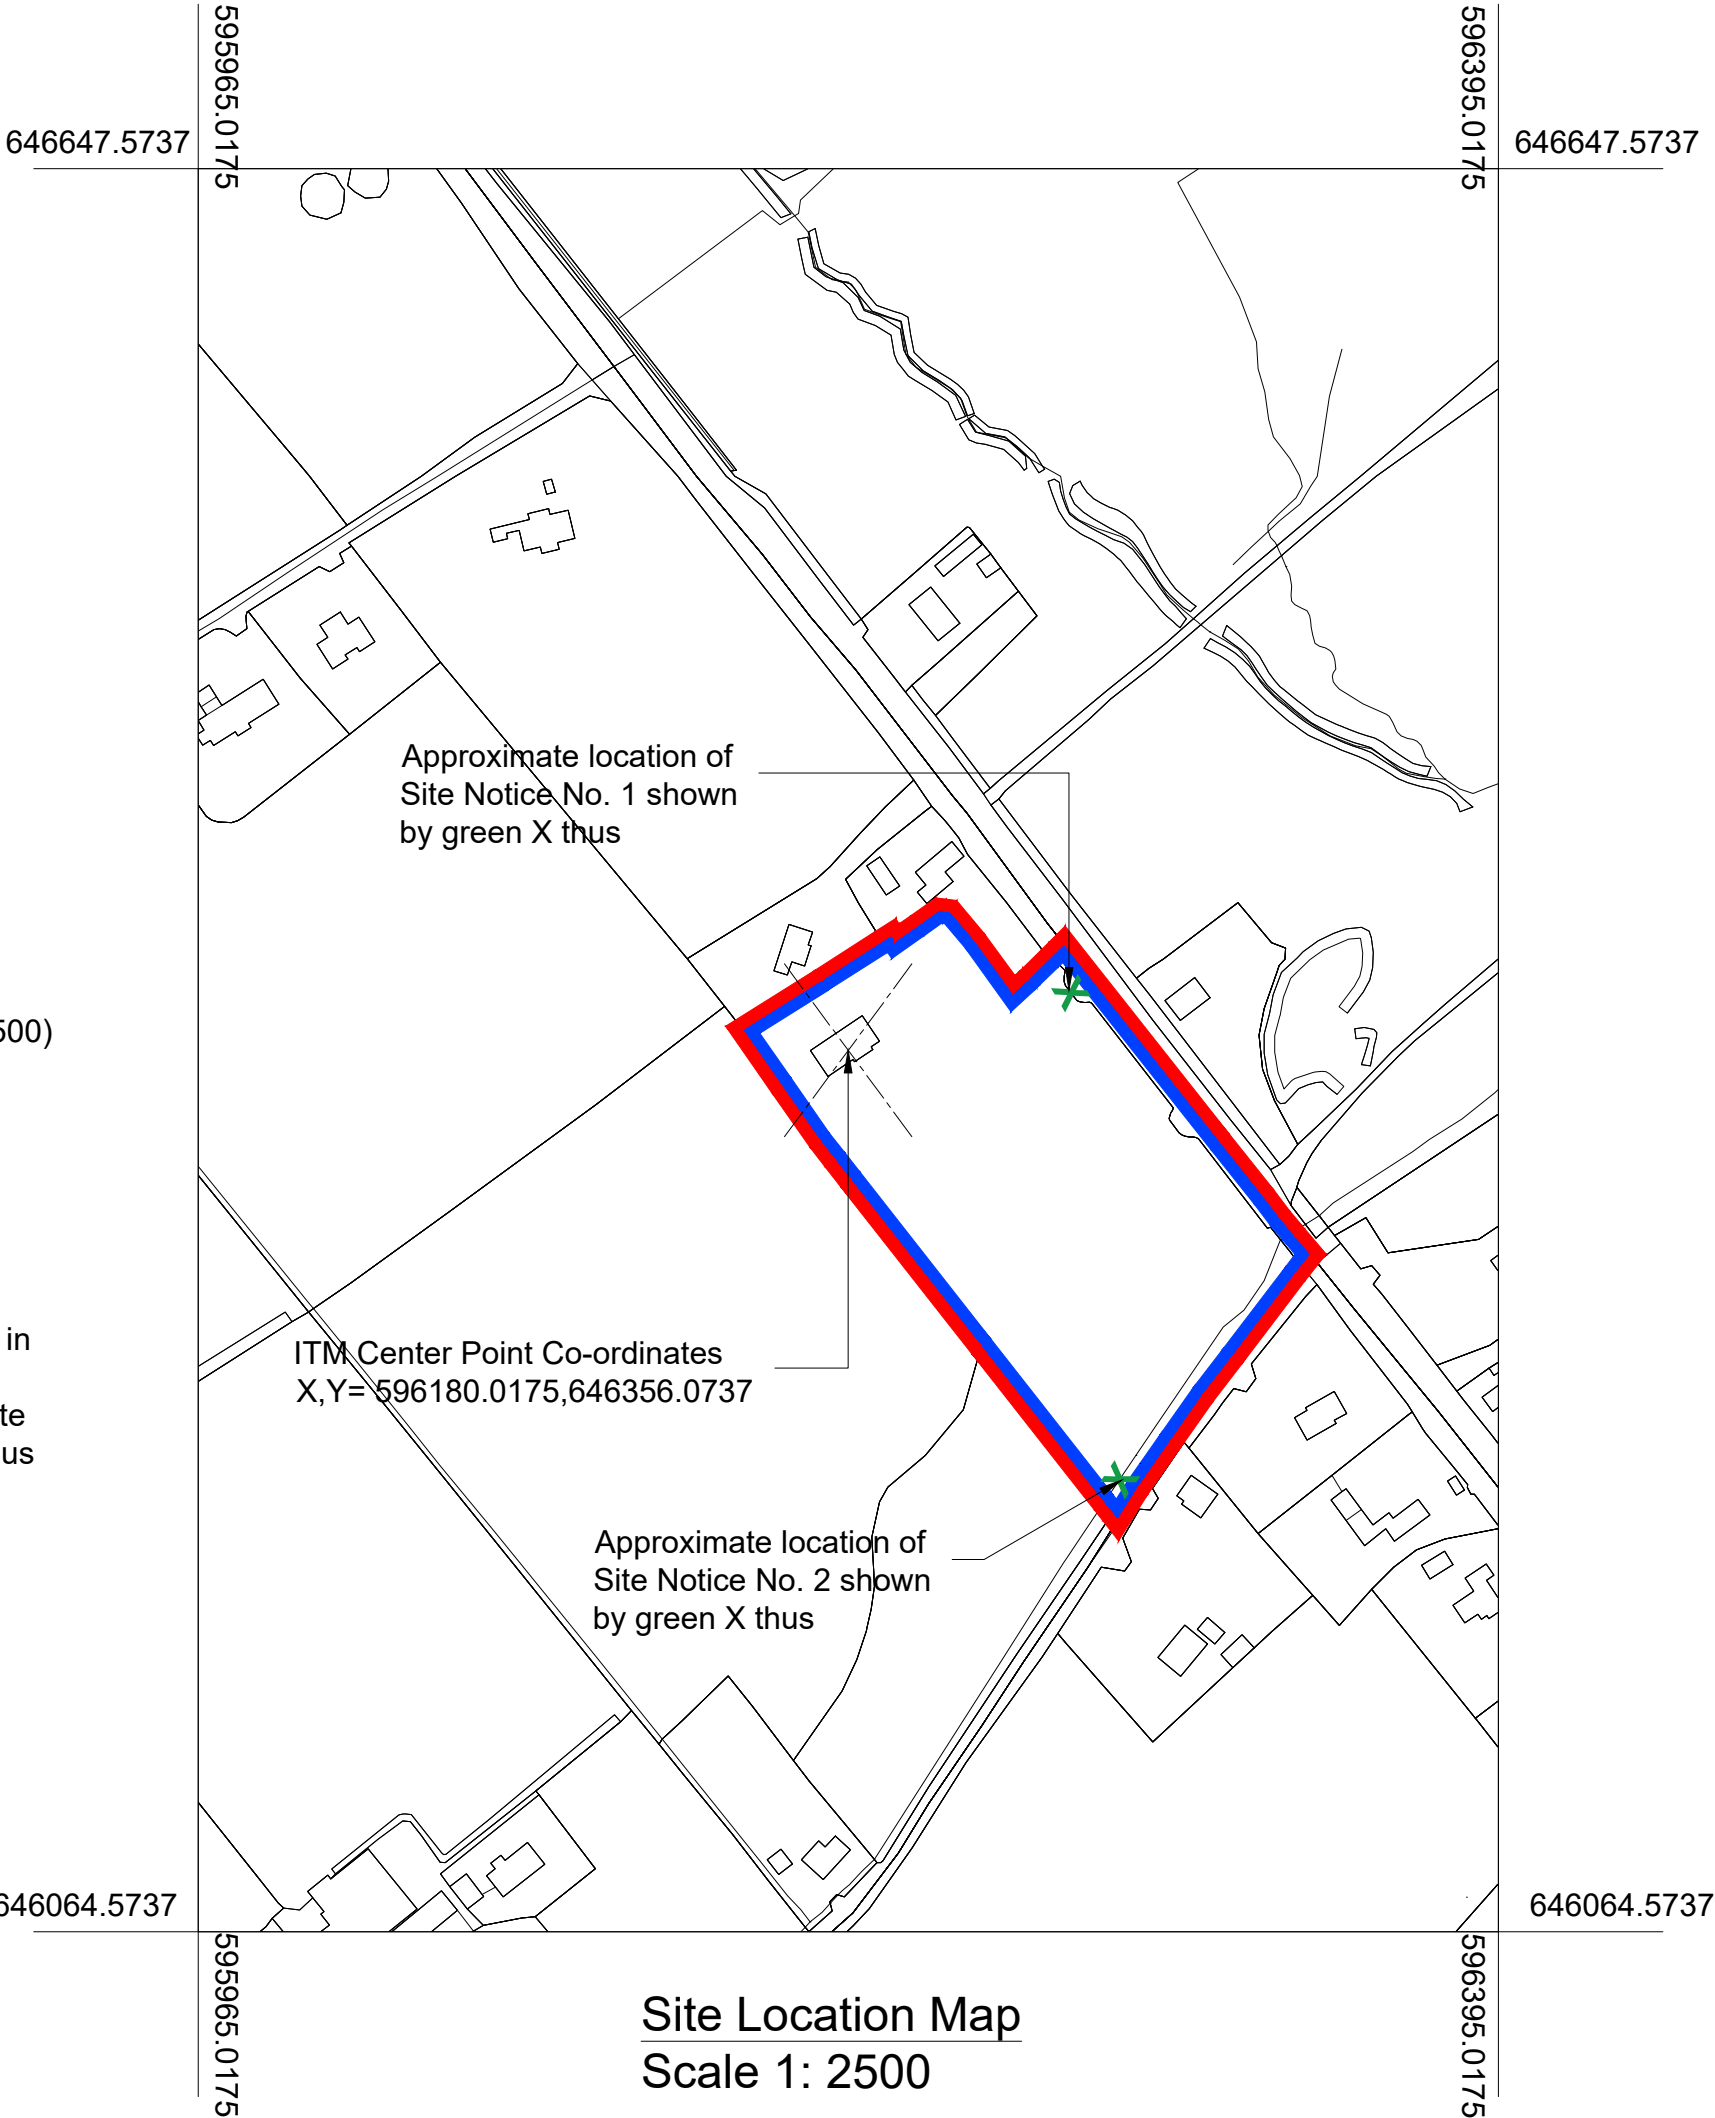 595965.0175
596395.0175
646647.5737
646647.5737
Approximate location of
Site Notice No. 1 shown
by green X thus
500)
in
ITM Center Point Co-ordinates
X,Y= 596180.0175,646356.0737
te
us
Approximate location of
Site Notice No. 2 shown
by green X thus
646064.5737
646064.5737
595965.0175
596395.0175
Site Location Map
Scale 1: 2500